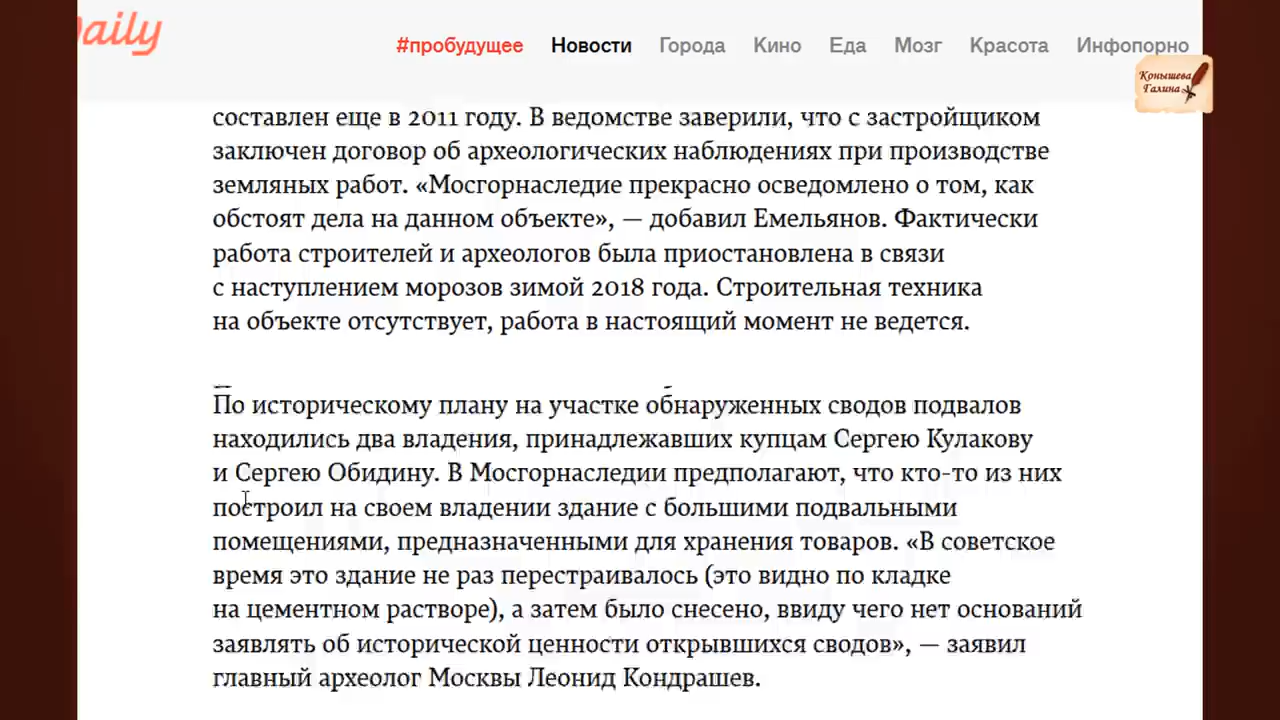 aily
#пробудущее Новости Города Кино Еда Мозг Красота Инфопорно
Конышева
Галина
составлен еще в 2011 году. В ведомстве заверили, что с застройщиком
заключен договор об археологических наблюдениях при производстве
земляных работ. «Мосгорнаследие прекрасно осведомлено о том, как
обстоят дела на данном объекте», — добавил Емельянов. Фактически
работа строителей и археологов была приостановлена в связи
с наступлением морозов зимой 2018 года. Строительная техника
на объекте отсутствует, работа в настоящий момент не ведется.
По историческому плану на участке обнаруженных сводов подвалов
находились два владения, принадлежавших купцам Сергею Кулакову
и Сергею Обидину. В Мосгорнаследии предполагают, что кто-то из них
построил на своем владении здание с большими подвальными
помещениями, предназначенными для хранения товаров. «В советское
время это здание не раз перестраивалось (это видно по кладке
на цементном растворе), а затем было снесено, ввиду чего нет оснований
заявлять об исторической ценности открывшихся сводов», — заявил
главный археолог Москвы Леонид Кондрашев.